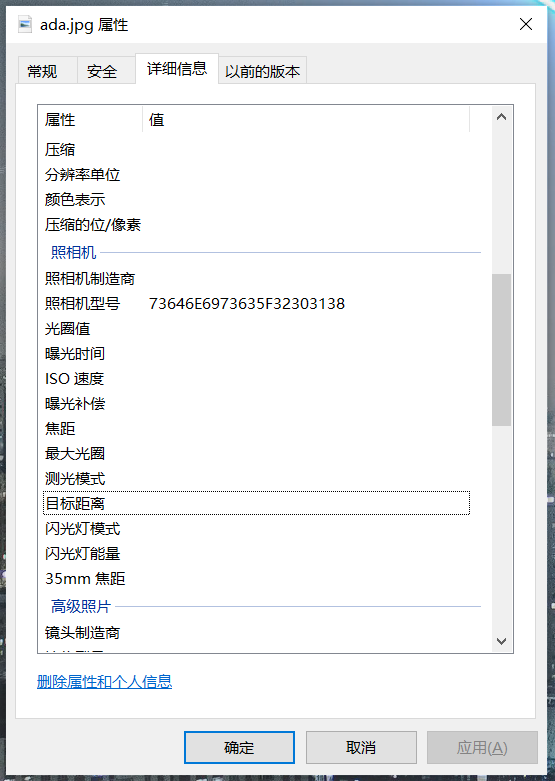 ada.jpg 属性
常规 安全 详细信息 以前的版本
属性 值
压缩
分辨率单位
颜色表示
压缩的位/像素
照相机
照相机制造商
照相机型号 73646E6973635F32303138
光圈值
曝光时间
ISO 速度
曝光补偿
焦距
最大光圈
测光模式
目标距离
闪光灯模式
闪光灯能量
35mm 焦距
高级照片
镜头制造商
删除属性和个人信息
确定 取消 应用(A)